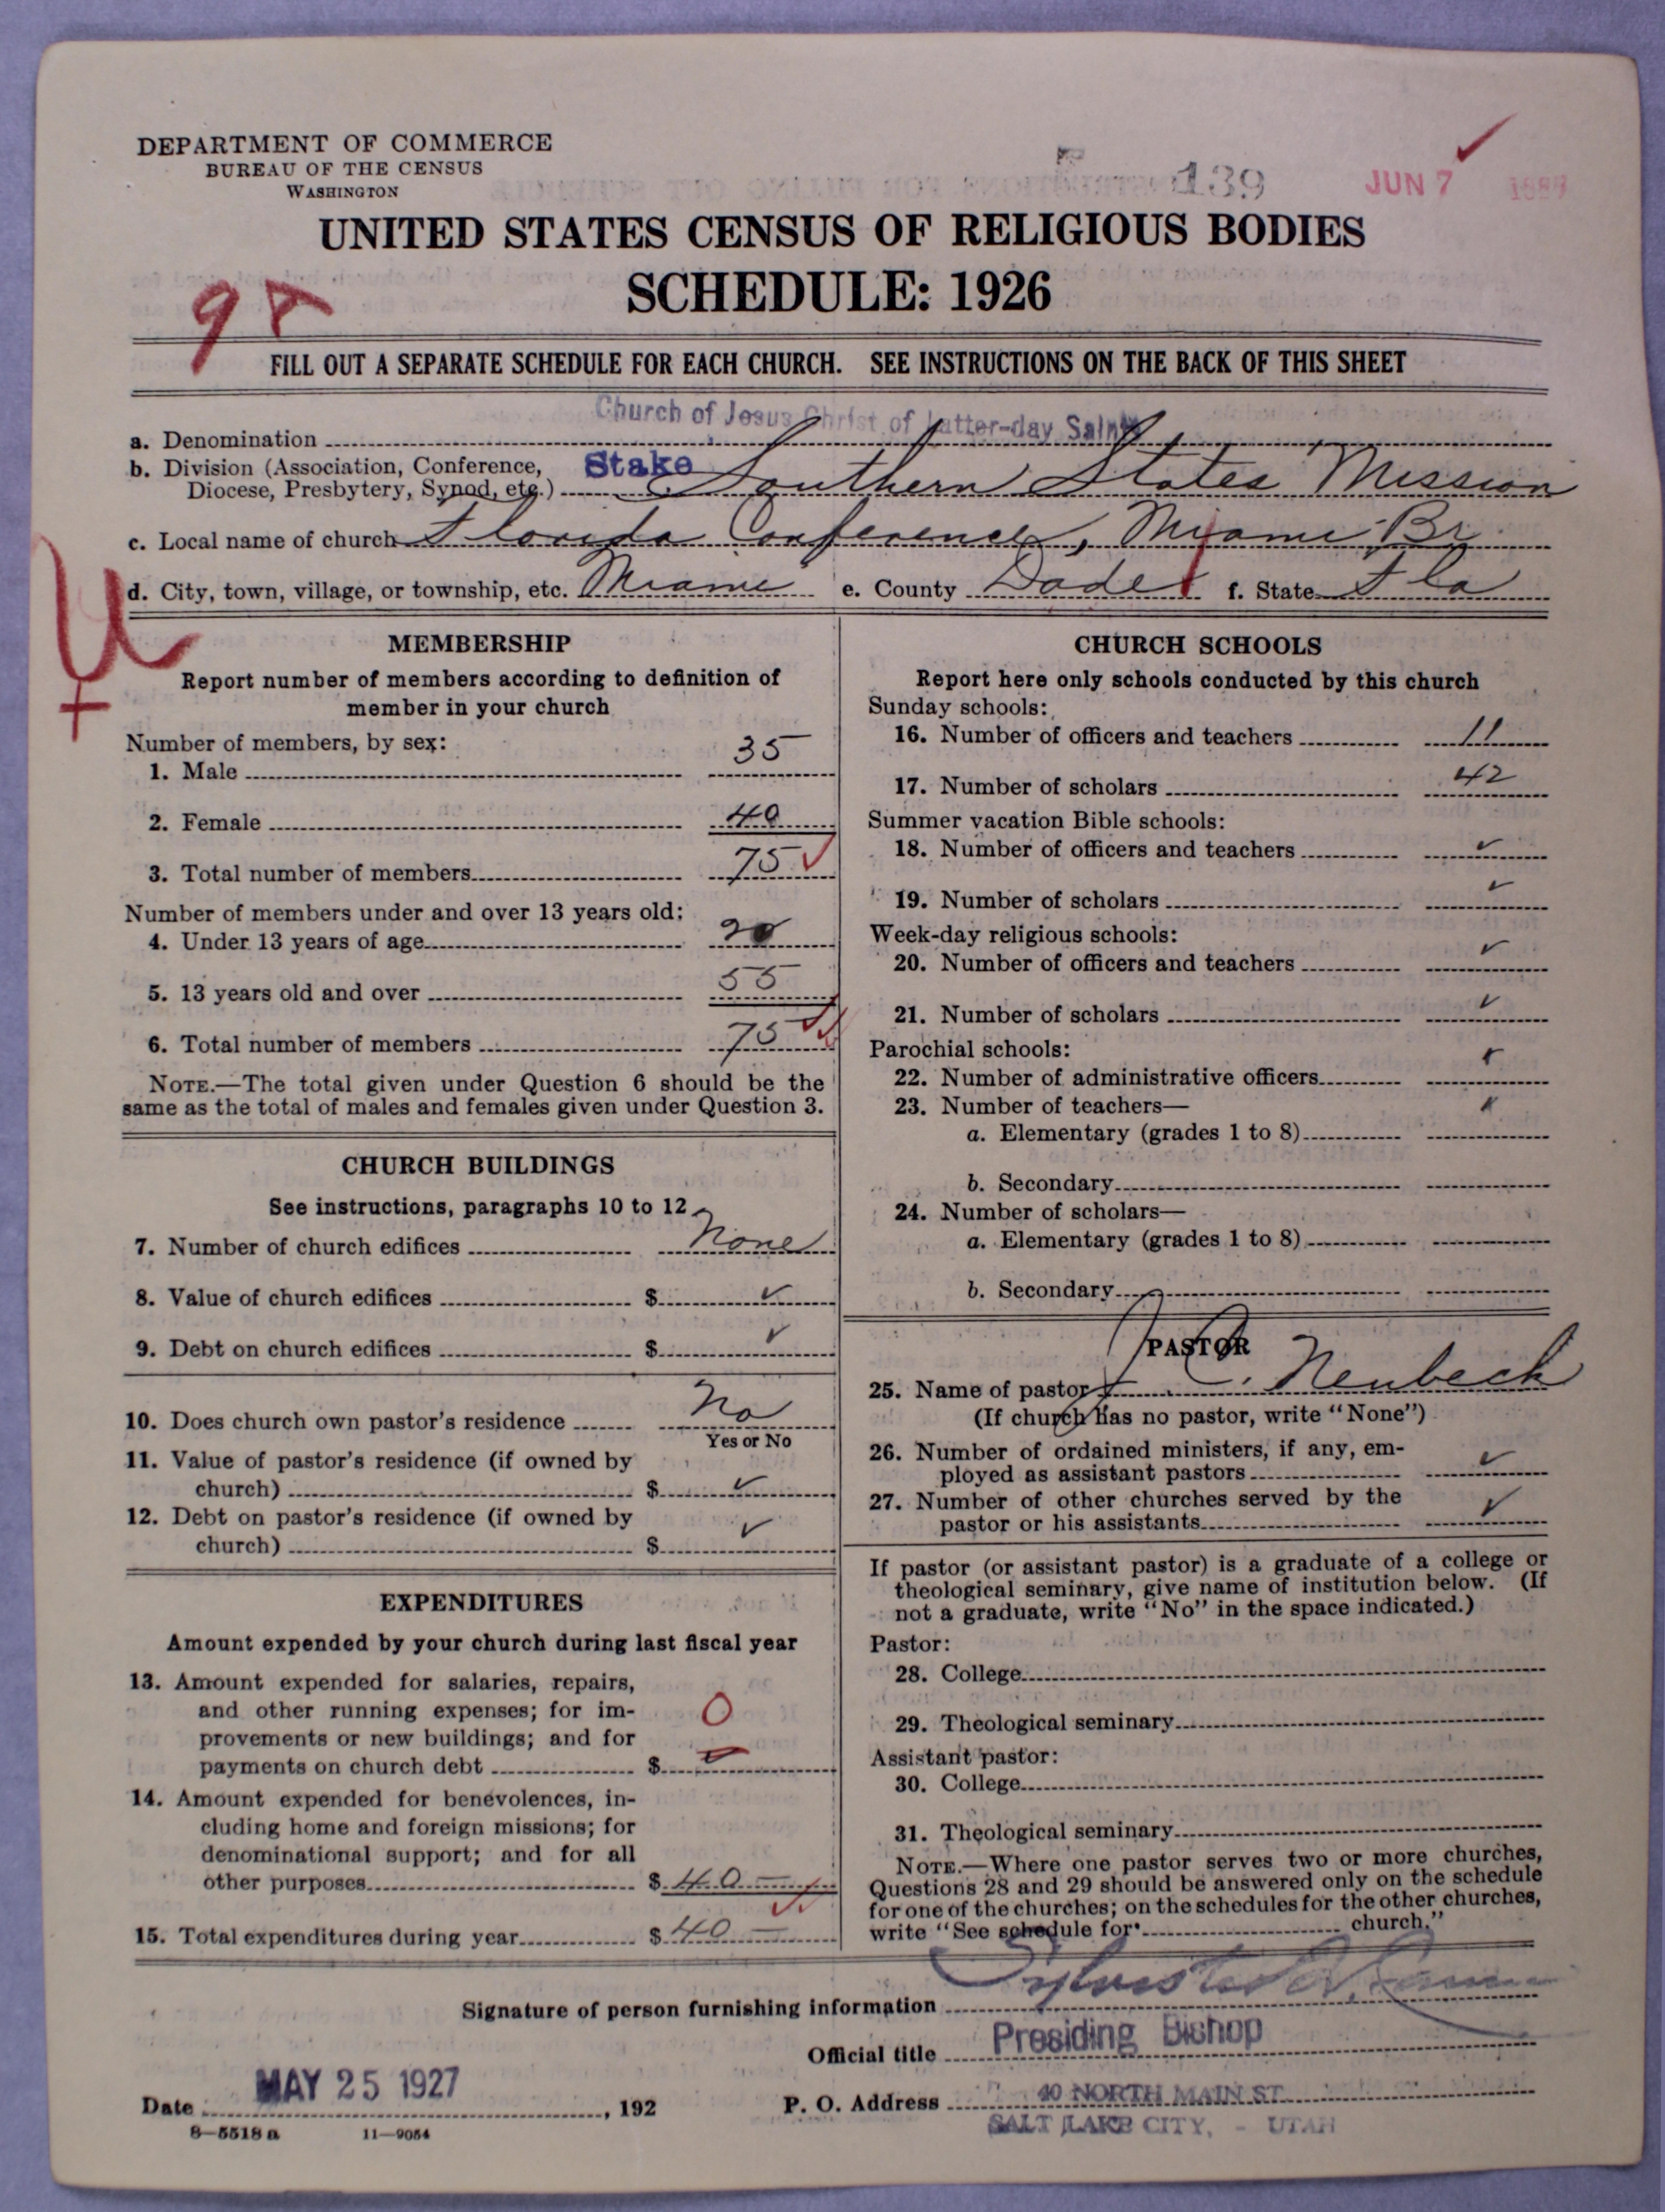 DEPARTMENT OF COMMERCE
BUREAU OF THE CENSUS
WASHINGTON
139
JUN 7
UNITED STATES CENSUS OF RELIGIOUS BODIES
SCHEDULE: 1926
9A
FILL OUT A SEPARATE SCHEDULE FOR EACH CHURCH. SEE INSTRUCTIONS ON THE BACK OF THIS SHEET
Church of Jesus Christ of Latter-day Saints
a. Denomination
b. Division (Association, Conference, Stake Southern States Mission
Diocese, Presbytery, Synod, etc.)
c. Local name of church Florida Conference, Miami Br
d. City, town, village, or township, etc. Miami e. County Dade f. State Fla
MEMBERSHIP
Report number of members according to definition of
member in your church
Number of members, by sex:
1. Male 35
2. Female 40
3. Total number of members 75
Number of members under and over 13 years old:
4. Under 13 years of age 20
5. 13 years old and over 55
6. Total number of members 75
NOTE.—The total given under Question 6 should be the
same as the total of males and females given under Question 3.
CHURCH BUILDINGS
See instructions, paragraphs 10 to 12
7. Number of church edifices None
8. Value of church edifices $ ✓
9. Debt on church edifices $ ✓
10. Does church own pastor's residence No
Yes or No
11. Value of pastor's residence (if owned by
church) $ ✓
12. Debt on pastor's residence (if owned by
church) $ ✓
EXPENDITURES
Amount expended by your church during last fiscal year
13. Amount expended for salaries, repairs,
and other running expenses; for im-
provements or new buildings; and for 0
payments on church debt $
14. Amount expended for benevolences, in-
cluding home and foreign missions; for
denominational support; and for all
other purposes $ 40 —
15. Total expenditures during year $ 40 —
CHURCH SCHOOLS
Report here only schools conducted by this church
Sunday schools:
16. Number of officers and teachers 11
17. Number of scholars 42
Summer vacation Bible schools:
18. Number of officers and teachers ✓
19. Number of scholars ✓
Week-day religious schools:
20. Number of officers and teachers ✓
21. Number of scholars ✓
Parochial schools:
22. Number of administrative officers
23. Number of teachers—
a. Elementary (grades 1 to 8)
b. Secondary
24. Number of scholars—
a. Elementary (grades 1 to 8)
b. Secondary
PASTOR
25. Name of pastor Neubeck
(If church has no pastor, write "None")
26. Number of ordained ministers, if any, em-
ployed as assistant pastors ✓
27. Number of other churches served by the
pastor or his assistants ✓
If pastor (or assistant pastor) is a graduate of a college or
theological seminary, give name of institution below. (If
not a graduate, write "No" in the space indicated.)
Pastor:
28. College
29. Theological seminary
Assistant pastor:
30. College
31. Theological seminary
NOTE.—Where one pastor serves two or more churches,
Questions 28 and 29 should be answered only on the schedule
for one of the churches; on the schedules for the other churches,
write "See schedule for church."
Signature of person furnishing information
Official title Presiding Bishop
Date MAY 25 1927, 192
P. O. Address 40 NORTH MAIN ST.
SALT LAKE CITY, - UTAH
8—5518 a 11—9054